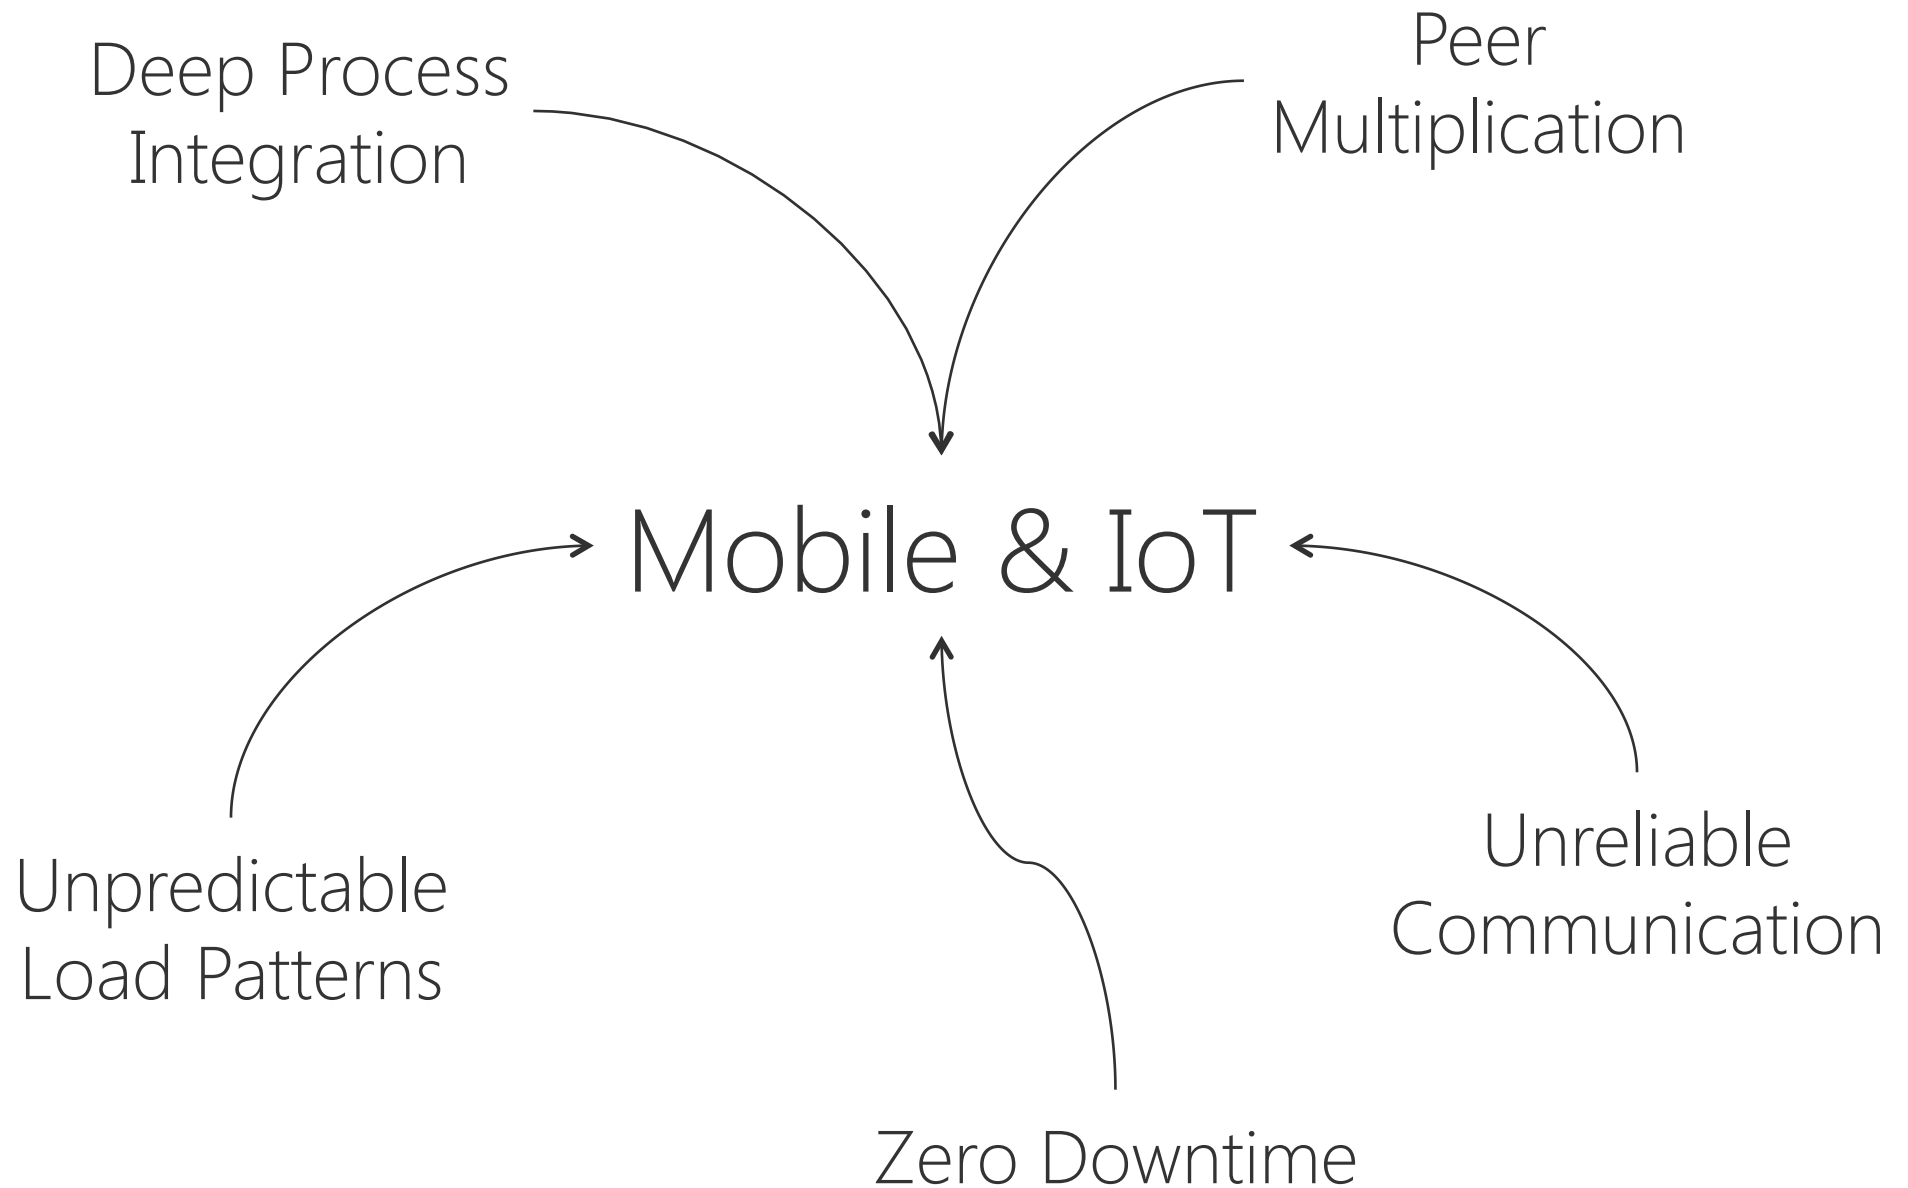 Deep Process
Integration
Peer
Multiplication
Mobile & IoT
Unpredictable
Load Patterns
Unreliable
Communication
Zero Downtime